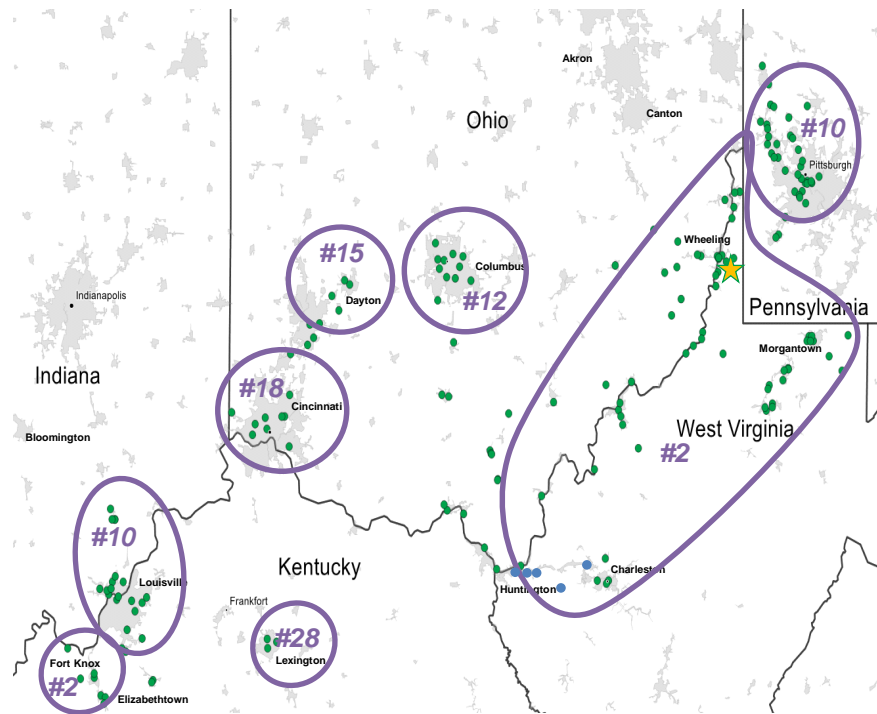 Akron
Canton
Ohio
#10
Pittsburgh
Wheeling
#15
Columbus
Dayton
#12
Indianapolis
Pennsylvania
Morgantown
Indiana
#18
Cincinnati
West Virginia
Bloomington
#2
#10
Kentucky
Louisville
Charleston
Huntington
Frankfort
#28
Lexington
Fort Knox
#2
Elizabethtown